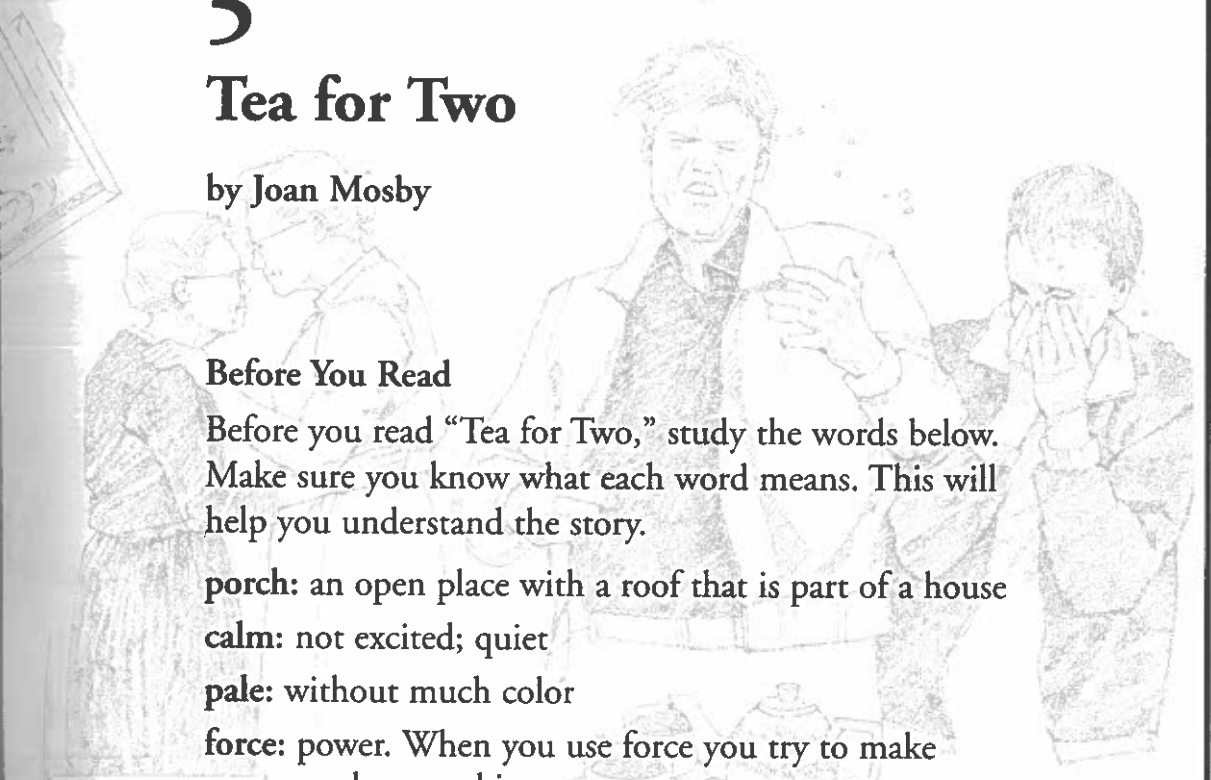 5
Tea for Two
by Joan Mosby
Before You Read
Before you read “Tea for Two,” study the words below.
Make sure you know what each word means. This will
help you understand the story.
porch: an open place with a roof that is part of a house
calm: not excited; quiet
pale: without much color
force: power. When you use force you try to make